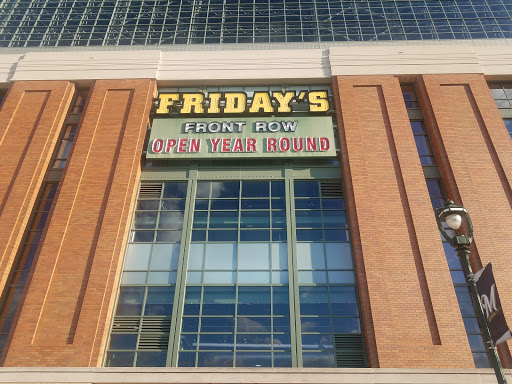 FRIDAY'S
FRONT ROW
OPEN YEAR ROUND
M